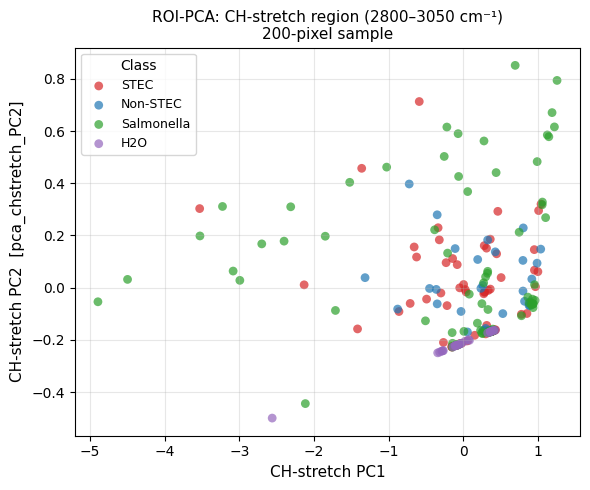 ROI-PCA: CH-stretch region (2800–3050 cm⁻¹)
200-pixel sample
Class
STEC
Non-STEC
Salmonella
H2O
CH-stretch PC2 [pca_chstretch_PC2]
0.8
0.6
0.4
0.2
0.0
−0.2
−0.4
−5 −4 −3 −2 −1 0 1
CH-stretch PC1